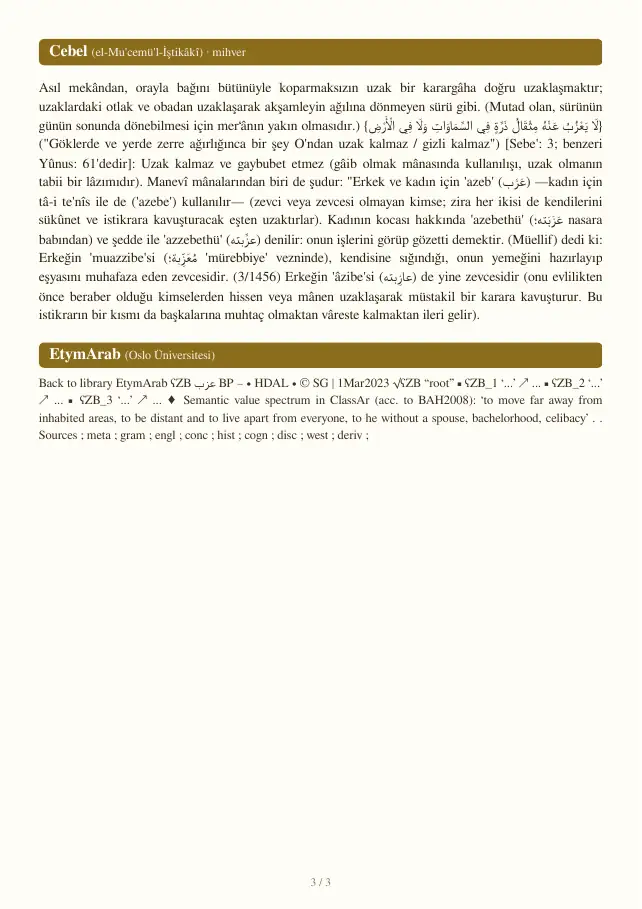 Cebel (el-Mu'cemü'l-İştikâkî) · mihver
Asıl mekândan, orayla bağını bütünüyle koparmaksızın uzak bir karargâha doğru uzaklaşmaktır;
uzaklardaki otlak ve obadan uzaklaşarak akşamleyin ağılına dönmeyen sürü gibi. (Mutad olan, sürünün
günün sonunda dönebilmesi için mer'ânın yakın olmasıdır.) {لَا يَعْزُبُ عَنْهُ مِثْقَالُ ذَرَّةٍ فِي السَّمَاوَاتِ وَلَا فِي الْأَرْضِ}
("Göklerde ve yerde zerre ağırlığınca bir şey O'ndan uzak kalmaz / gizli kalmaz") [Sebe': 3; benzeri
Yûnus: 61'dedir]: Uzak kalmaz ve gaybubet etmez (gâib olmak mânasında kullanılışı, uzak olmanın
tabii bir lâzımıdır). Manevî mânalarından biri de şudur: "Erkek ve kadın için 'azeb' (عَزَب) —kadın için
tâ-i te'nîs ile de ('azebe') kullanılır— (zevci veya zevcesi olmayan kimse; zira her ikisi de kendilerini
sükûnet ve istikrara kavuşturacak eşten uzaktırlar). Kadının kocası hakkında 'azebethü' (عَزَبَتْه؛ nasara
babından) ve şedde ile 'azzebethü' (عزَّبته) denilir: onun işlerini görüp gözetti demektir. (Müellif) dedi ki:
Erkeğin 'muazzibe'si (مُعَزِّبة؛ 'mürebbiye' vezninde), kendisine sığındığı, onun yemeğini hazırlayıp
eşyasını muhafaza eden zevcesidir. (3/1456) Erkeğin 'âzibe'si (عازِبته) de yine zevcesidir (onu evlilikten
önce beraber olduğu kimselerden hissen veya mânen uzaklaşarak müstakil bir karara kavuşturur. Bu
istikrarın bir kısmı da başkalarına muhtaç olmaktan vâreste kalmaktan ileri gelir).
EtymArab (Oslo Üniversitesi)
Back to library EtymArab ʕZB عزب BP – • HDAL • © SG | 1Mar2023 √ʕZB “root” ▪ ʕZB_1 ‘...’ ↗ ... ▪ ʕZB_2 ‘...’
↗ ... ▪ ʕZB_3 ‘...’ ↗ ... ♦ Semantic value spectrum in ClassAr (acc. to BAH2008): ‘to move far away from
inhabited areas, to be distant and to live apart from everyone, to he without a spouse, bachelorhood, celibacy’ . .
Sources ; meta ; gram ; engl ; conc ; hist ; cogn ; disc ; west ; deriv ;
3 / 3